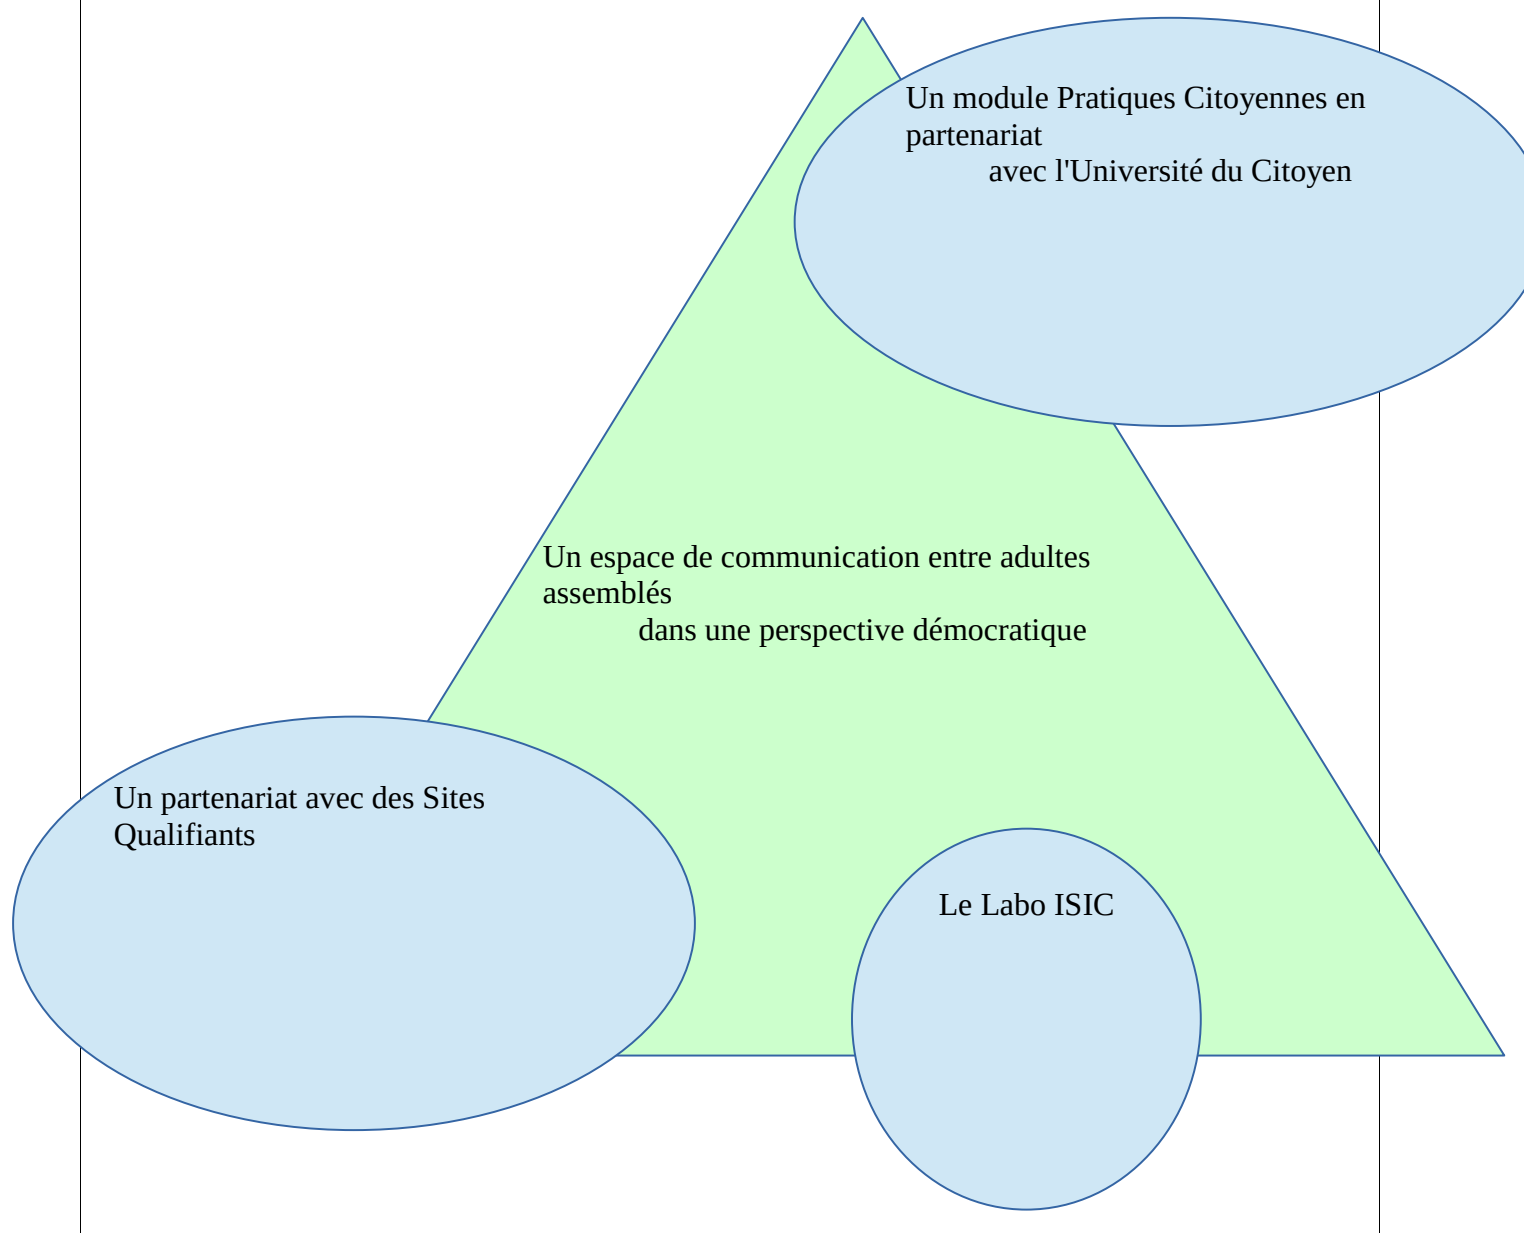 Un module Pratiques Citoyennes en
partenariat
avec l'Université du Citoyen
Un espace de communication entre adultes
assemblés
dans une perspective démocratique
Un partenariat avec des Sites
Qualifiants
Le Labo ISIC